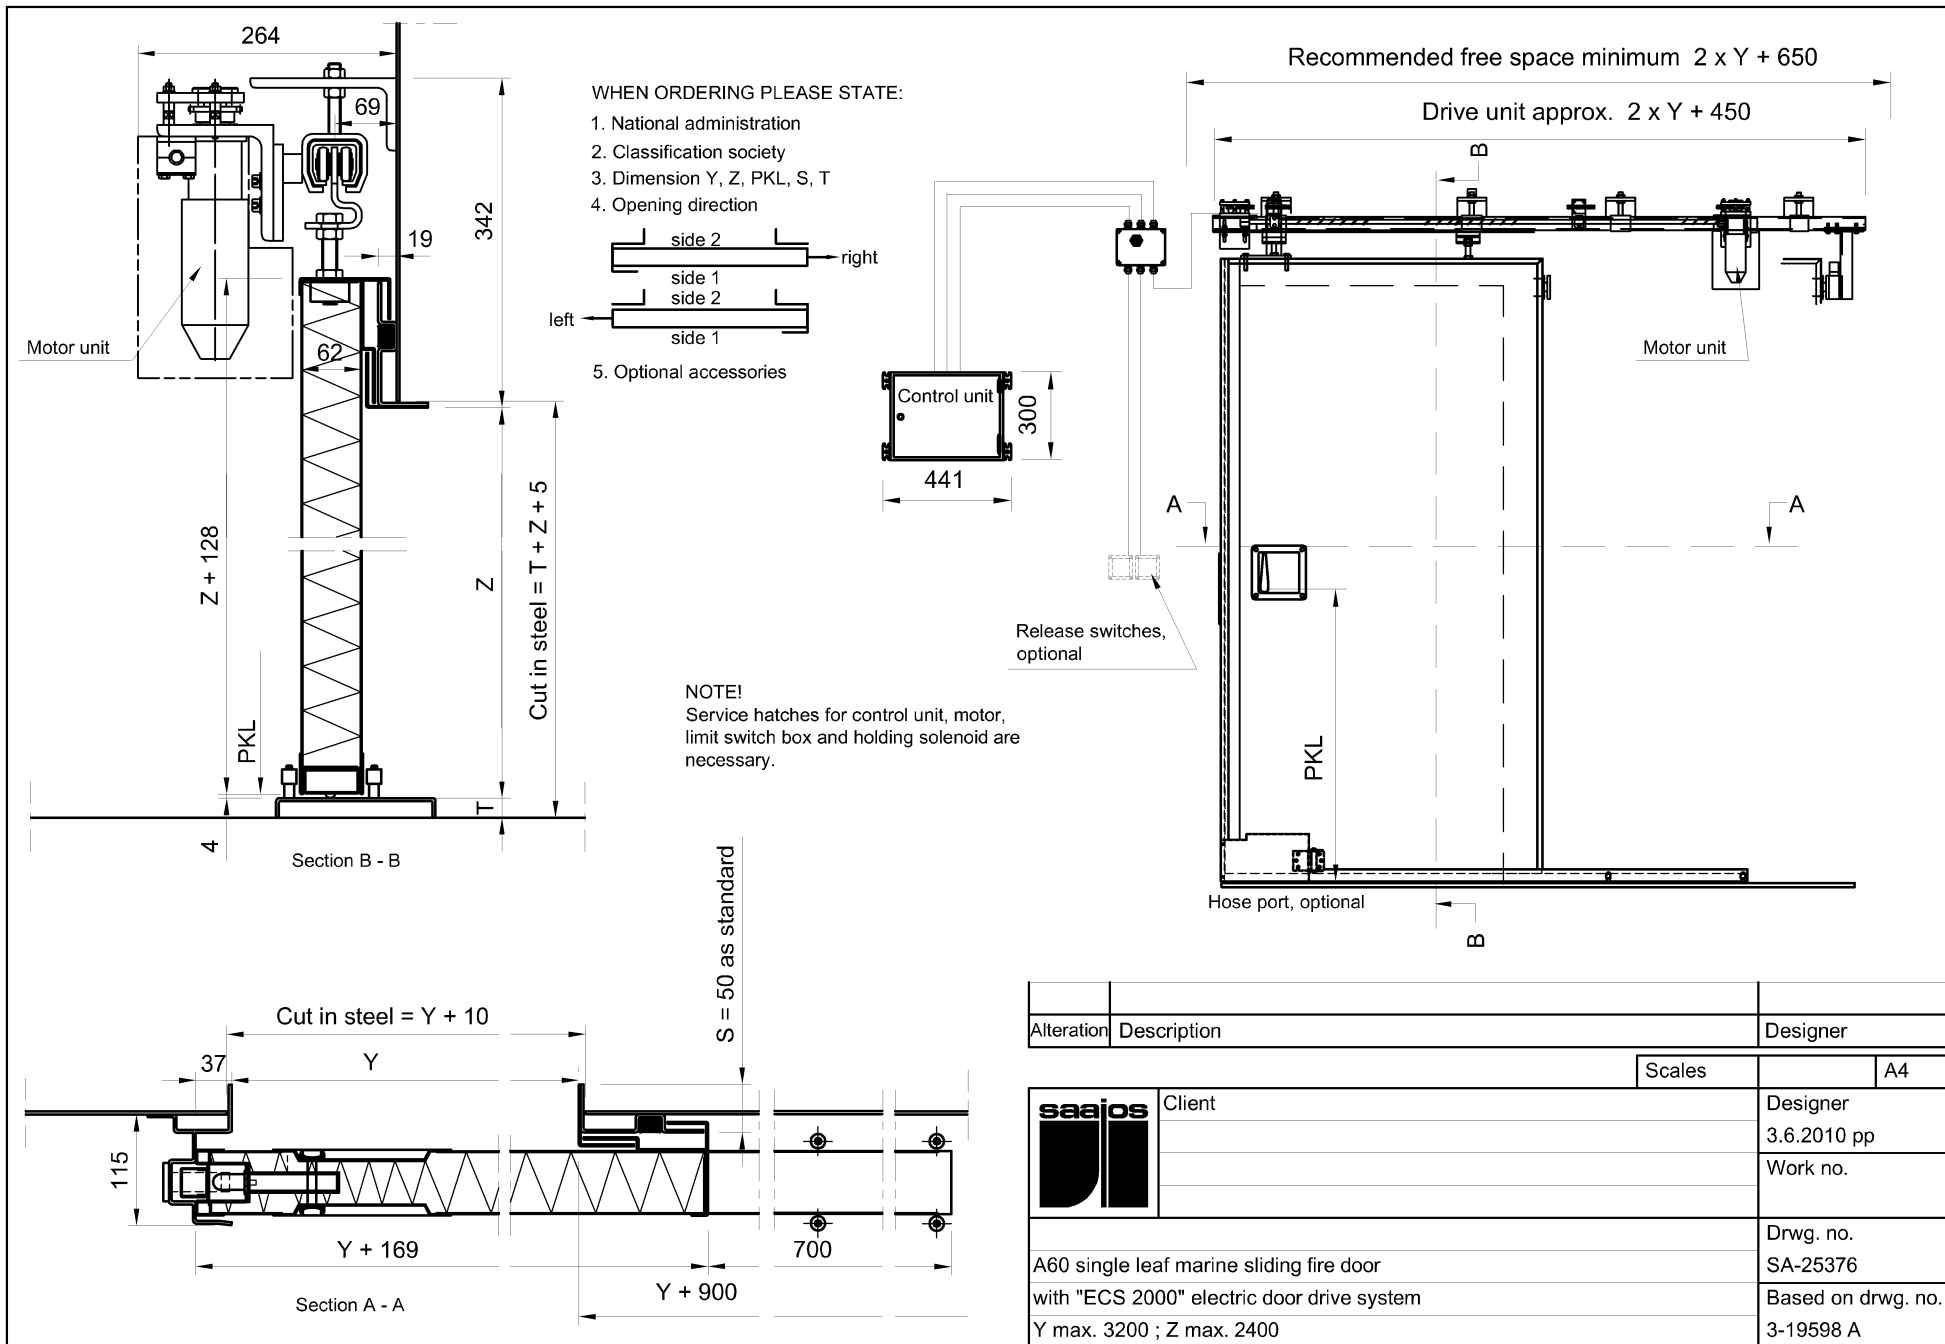 264
69
342
19
Motor unit
62
Z + 128
Z
Cut in steel = T + Z + 5
PKL
T
4
Section B - B
WHEN ORDERING PLEASE STATE:
1. National administration
2. Classification society
3. Dimension Y, Z, PKL, S, T
4. Opening direction
side 2
right
side 1
side 2
left
side 1
5. Optional accessories
Control unit
300
441
Release switches,
optional
NOTE!
Service hatches for control unit, motor,
limit switch box and holding solenoid are
necessary.
Recommended free space minimum 2 x Y + 650
Drive unit approx. 2 x Y + 450
B
Motor unit
A
A
PKL
Hose port, optional
B
Cut in steel = Y + 10
37
Y
S = 50 as standard
115
Y + 169
700
Y + 900
Section A - A
Alteration
Description
Designer
Scales
A4
saajos
Client
Designer
3.6.2010 pp
Work no.
Drwg. no.
A60 single leaf marine sliding fire door
SA-25376
with "ECS 2000" electric door drive system
Based on drwg. no.
Y max. 3200 ; Z max. 2400
3-19598 A